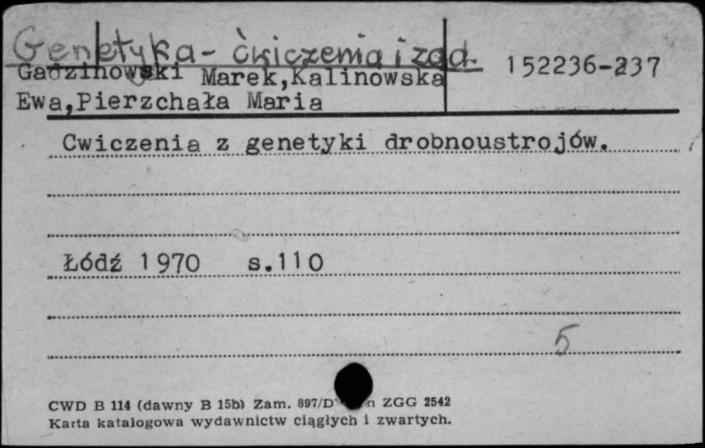 Genetyka - ćwiczenia i zad.
Gadzinowski Marek,Kalinowska
152236-237
Ewa,Pierzchała Maria
Cwiczenia z genetyki drobnoustrojów.
Łódź 1970 s.110
5
CWD B 114 (dawny B 15b) Zam. 897/D ZGG 2542
Karta katalogowa wydawnictw ciągłych i zwartych.